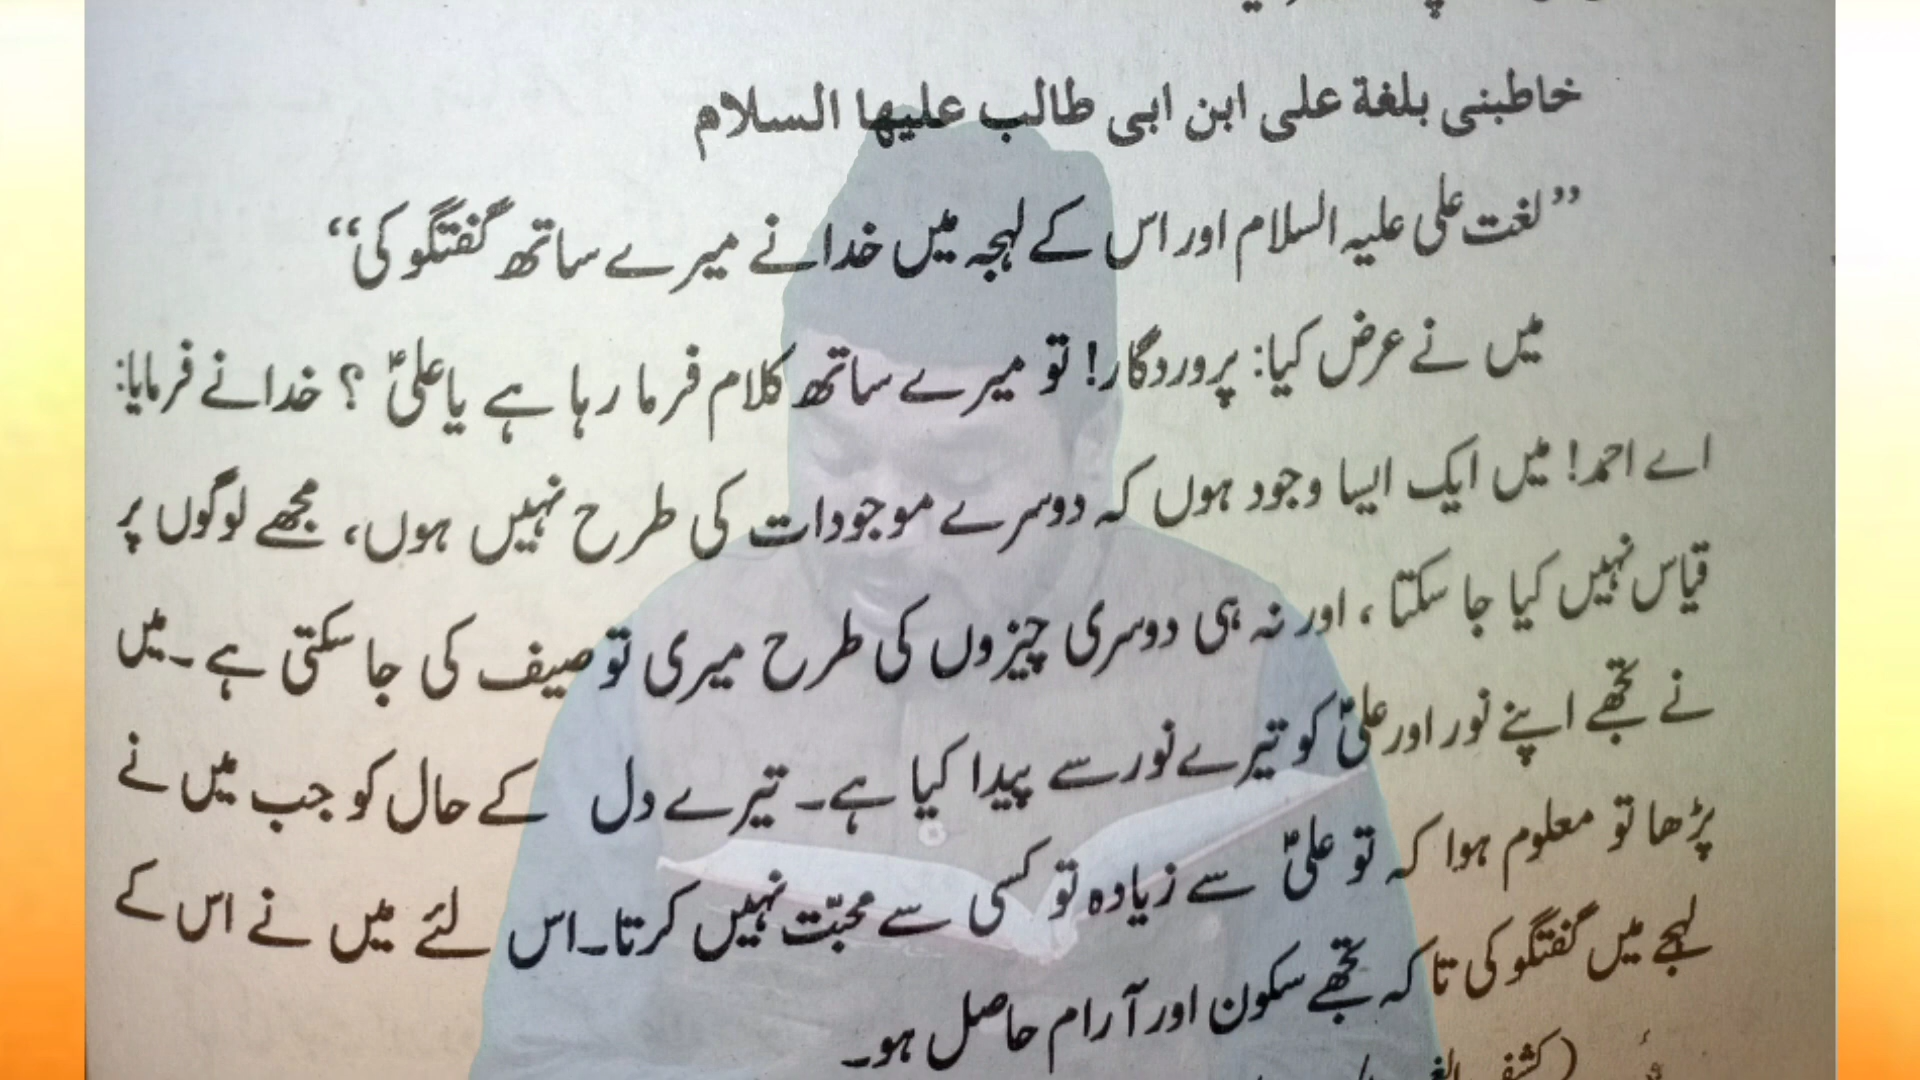 خاطبنی بلغة علی ابن ابی طالب علیها السلام
”لغت علی علیہ السلام اور اس کے لہجہ میں خدا نے میرے ساتھ گفتگو کی“
میں نے عرض کیا: پروردگار! تو میرے ساتھ کلام فرما رہا ہے یا علیؑ ؟ خدا نے فرمایا:
اے احمد! میں ایک ایسا وجود ہوں کہ دوسرے موجودات کی طرح نہیں ہوں، مجھے لوگوں پر
قیاس نہیں کیا جا سکتا ، اور نہ ہی دوسری چیزوں کی طرح میری توصیف کی جا سکتی ہے ۔ میں
نے تجھے اپنے نور اور علیؑ کو تیرے نور سے پیدا کیا ہے۔ تیرے دل کے حال کو جب میں نے
پڑھا تو معلوم ہوا کہ تو علیؑ سے زیادہ تو کسی سے محبّت نہیں کرتا۔ اس لئے میں نے اس کے
لہجے میں گفتگو کی تا کہ تجھے سکون اور آرام حاصل ہو۔
(کشف